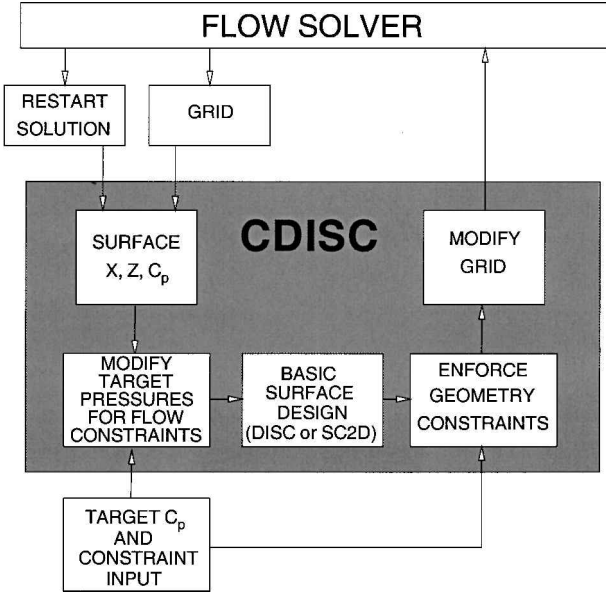 FLOW SOLVER
RESTART
SOLUTION
GRID
CDISC
SURFACE
X, Z, Cp
MODIFY
GRID
MODIFY
TARGET
PRESSURES
FOR FLOW
CONSTRAINTS
BASIC
SURFACE
DESIGN
(DISC or SC2D)
ENFORCE
GEOMETRY
CONSTRAINTS
TARGET Cp
AND
CONSTRAINT
INPUT